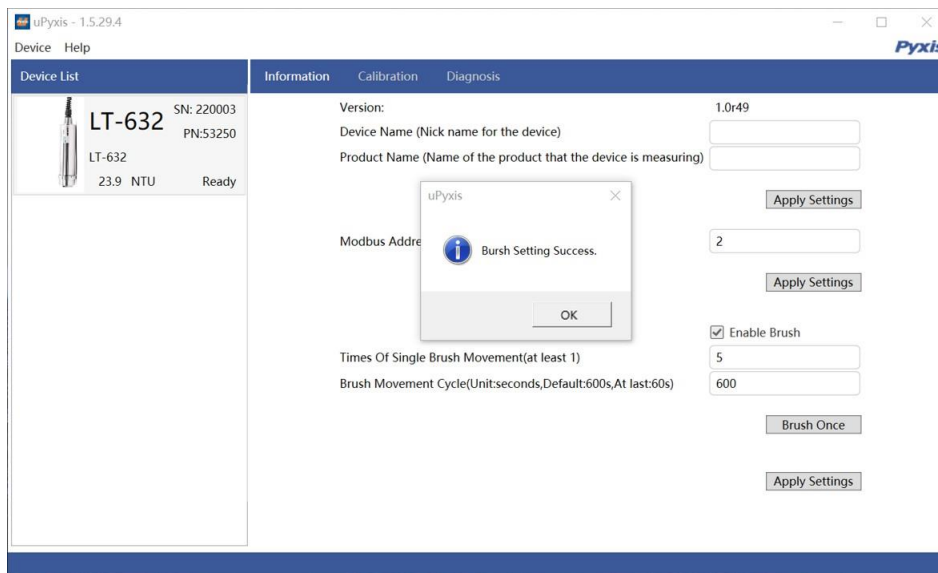 uPyxis - 1.5.29.4
Device Help
Device List
LT-632
SN: 220003
PN:53250
LT-632
23.9 NTU Ready
Information Calibration Diagnosis
Version: 1.0r49
Device Name (Nick name for the device)
Product Name (Name of the product that the device is measuring)
Apply Settings
Modbus Addre 2
Apply Settings
uPyxis
Bursh Setting Success.
OK
Enable Brush
Times Of Single Brush Movement(at least 1) 5
Brush Movement Cycle(Unit:seconds,Default:600s,At last:60s) 600
Brush Once
Apply Settings